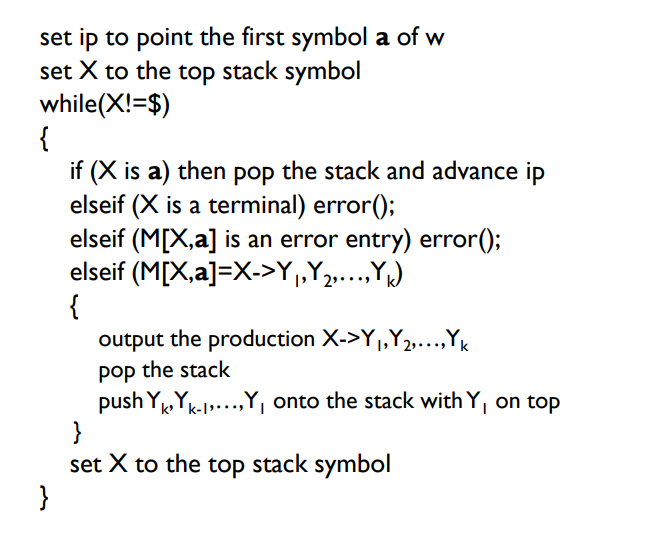 set ip to point the first symbol a of w
set X to the top stack symbol
while(X!=$)
{
if (X is a) then pop the stack and advance ip
elseif (X is a terminal) error();
elseif (M[X,a] is an error entry) error();
elseif (M[X,a]=X->Y₁,Y₂,…,Yₖ)
{
output the production X->Y₁,Y₂,…,Yₖ
pop the stack
push Yₖ,Yₖ₋₁,…,Y₁ onto the stack with Y₁ on top
}
set X to the top stack symbol
}